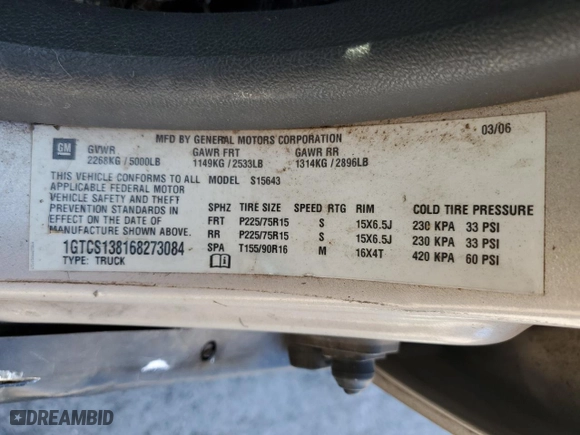 MFD BY GENERAL MOTORS CORPORATION 03/06
GM GVWR GAWR FRT GAWR RR
2268KG / 5000LB 1149KG / 2533LB 1314KG / 2896LB
THIS VEHICLE CONFORMS TO ALL MODEL S15643
APPLICABLE FEDERAL MOTOR
VEHICLE SAFETY AND THEFT
PREVENTION STANDARDS IN
EFFECT ON THE DATE OF
MANUFACTURE SHOWN ABOVE.
1GTCS138168273084
TYPE: TRUCK
SPHZ TIRE SIZE SPEED RTG RIM COLD TIRE PRESSURE
FRT P225/75R15 S 15X6.5J 230 KPA 33 PSI
RR P225/75R15 S 15X6.5J 230 KPA 33 PSI
SPA T155/90R16 M 16X4T 420 KPA 60 PSI
DREAMBID